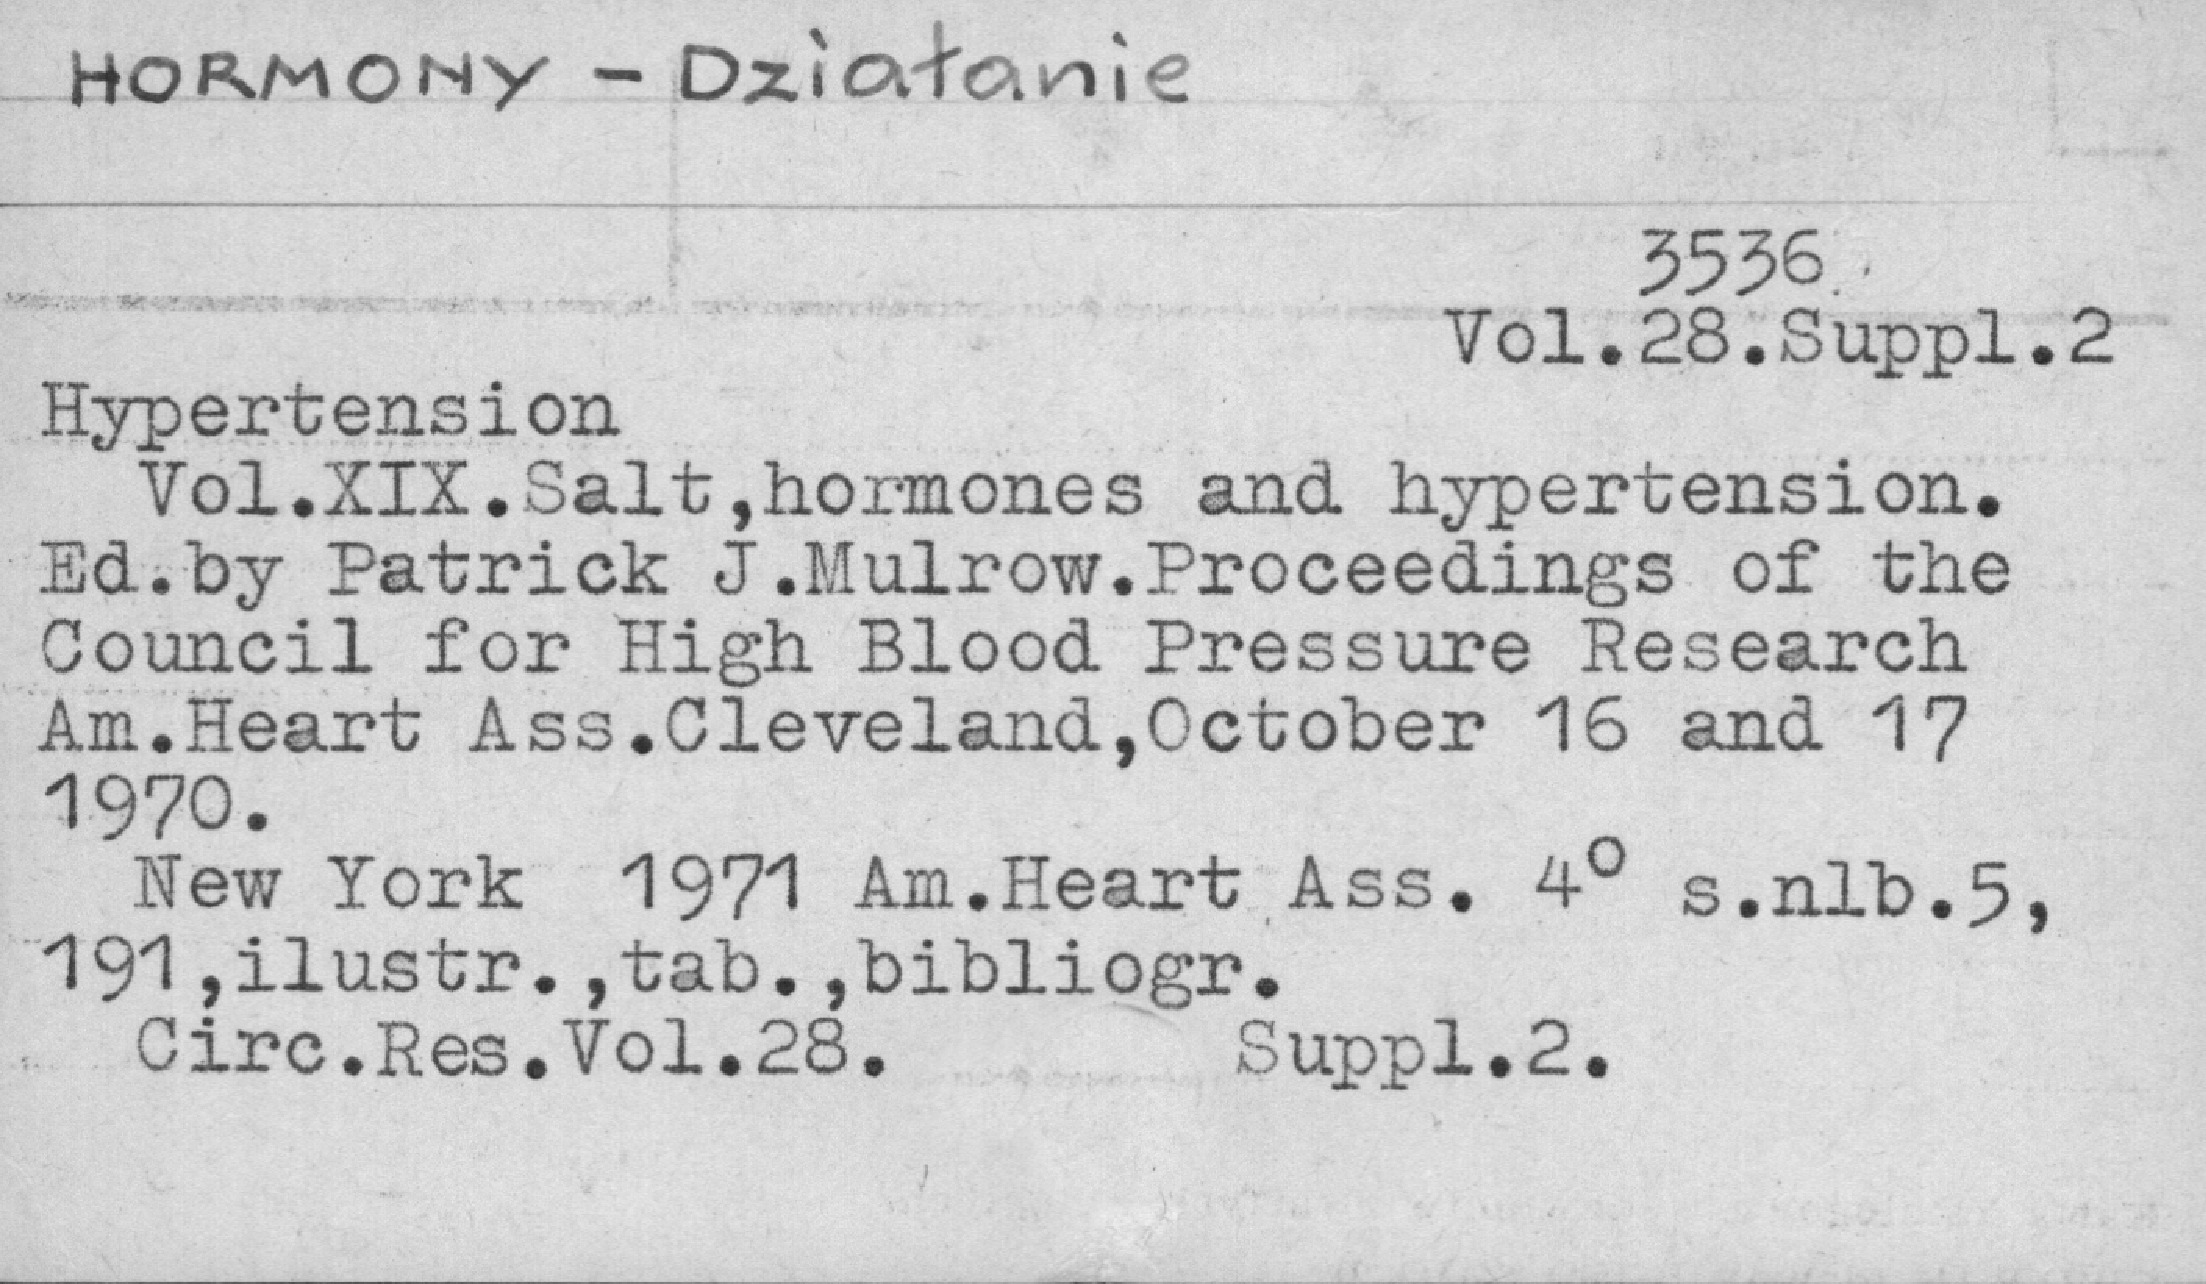 HORMONY - Działanie
3536
Vol.28.Suppl.2
Hypertension
Vol.XIX.Salt,hormones and hypertension.
Ed.by Patrick J.Mulrow.Proceedings of the
Council for High Blood Pressure Research
Am.Heart Ass.Cleveland,October 16 and 17
1970.
New York 1971 Am.Heart Ass. 4º s.nlb.5,
191,ilustr.,tab.,bibliogr.
Circ.Res.Vol.28. Suppl.2.